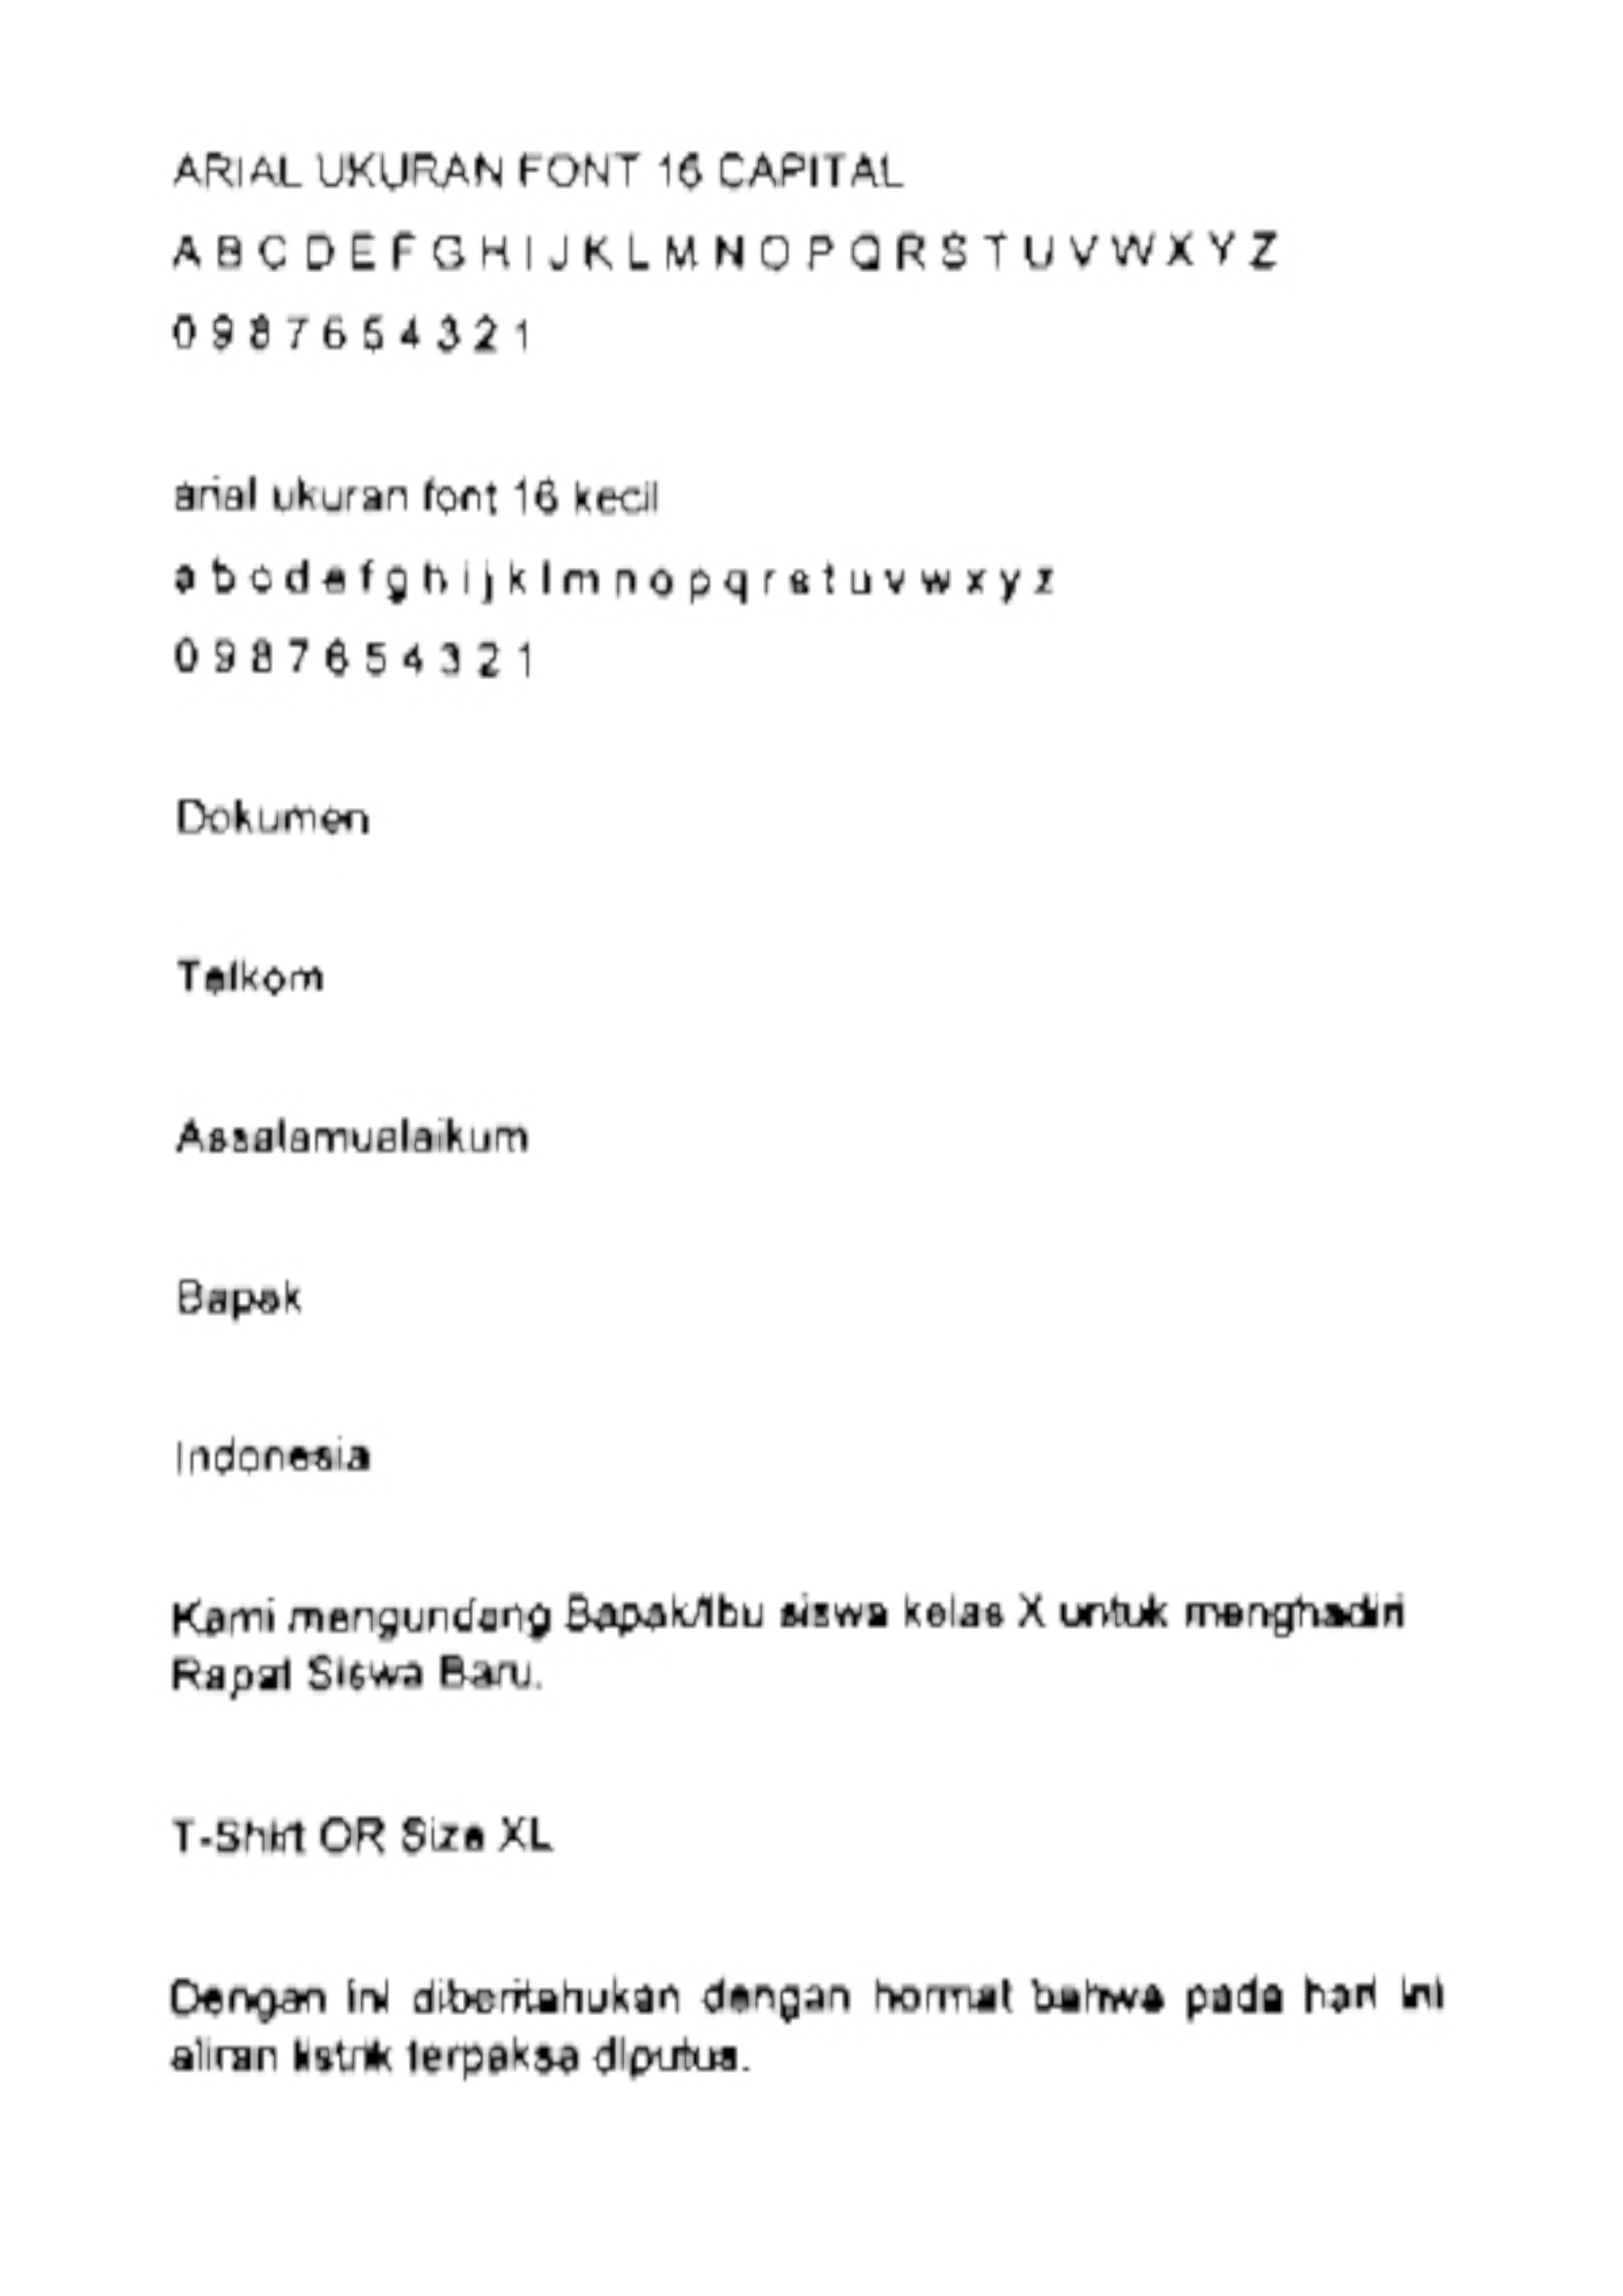 ARIAL UKURAN FONT 16 CAPITAL
A B C D E F G H I J K L M N O P Q R S T U V W X Y Z
0 9 8 7 6 5 4 3 2 1
arial ukuran font 16 kecil
a b c d e f g h i j k l m n o p q r s t u v w x y z
0 9 8 7 6 5 4 3 2 1
Dokumen
Telkom
Assalamualaikum
Bapak
Indonesia
Kami mengundang Bapak/Ibu siswa kelas X untuk menghadiri
Rapat Siswa Baru.
T-Shirt OR Size XL
Dengan ini diberitahukan dengan hormat bahwa pada hari ini
aliran listrik terpaksa diputus.